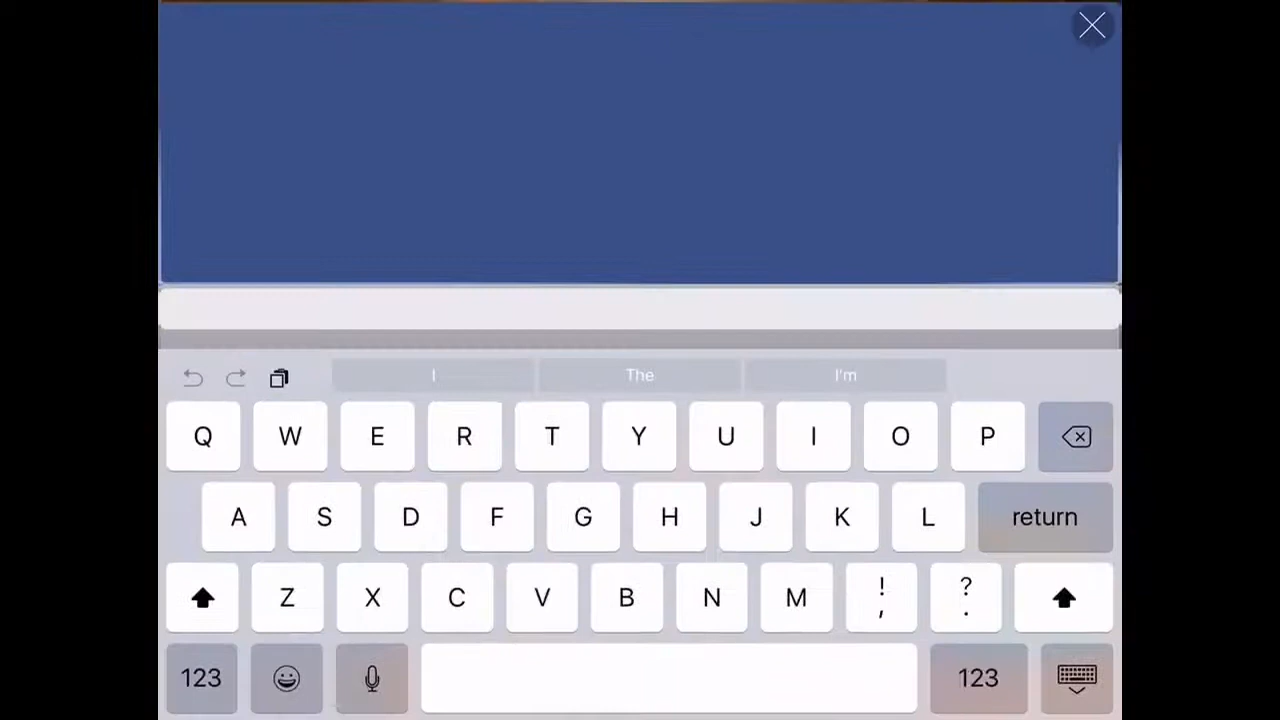 I The I'm
Q W E R T Y U I O P
A S D F G H J K L return
Z X C V B N M ! , ? .
123 123